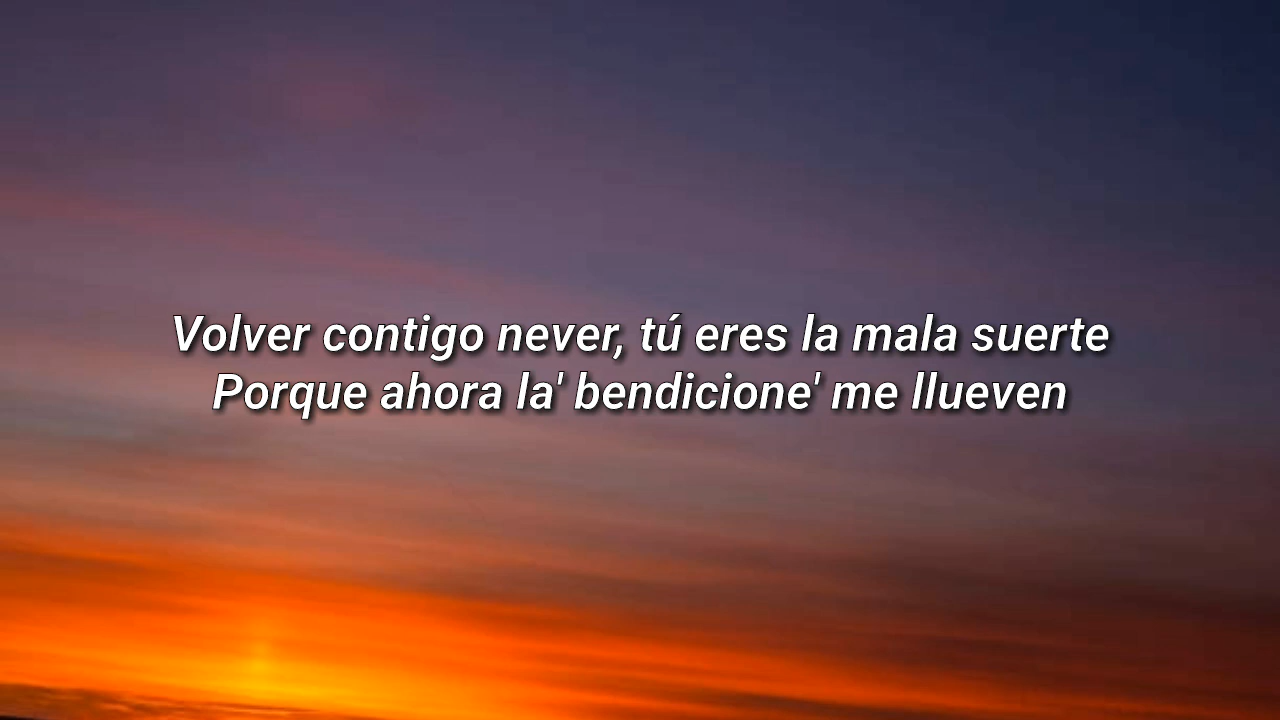 Volver contigo never, tú eres la mala suerte
Porque ahora la' bendicione' me llueven